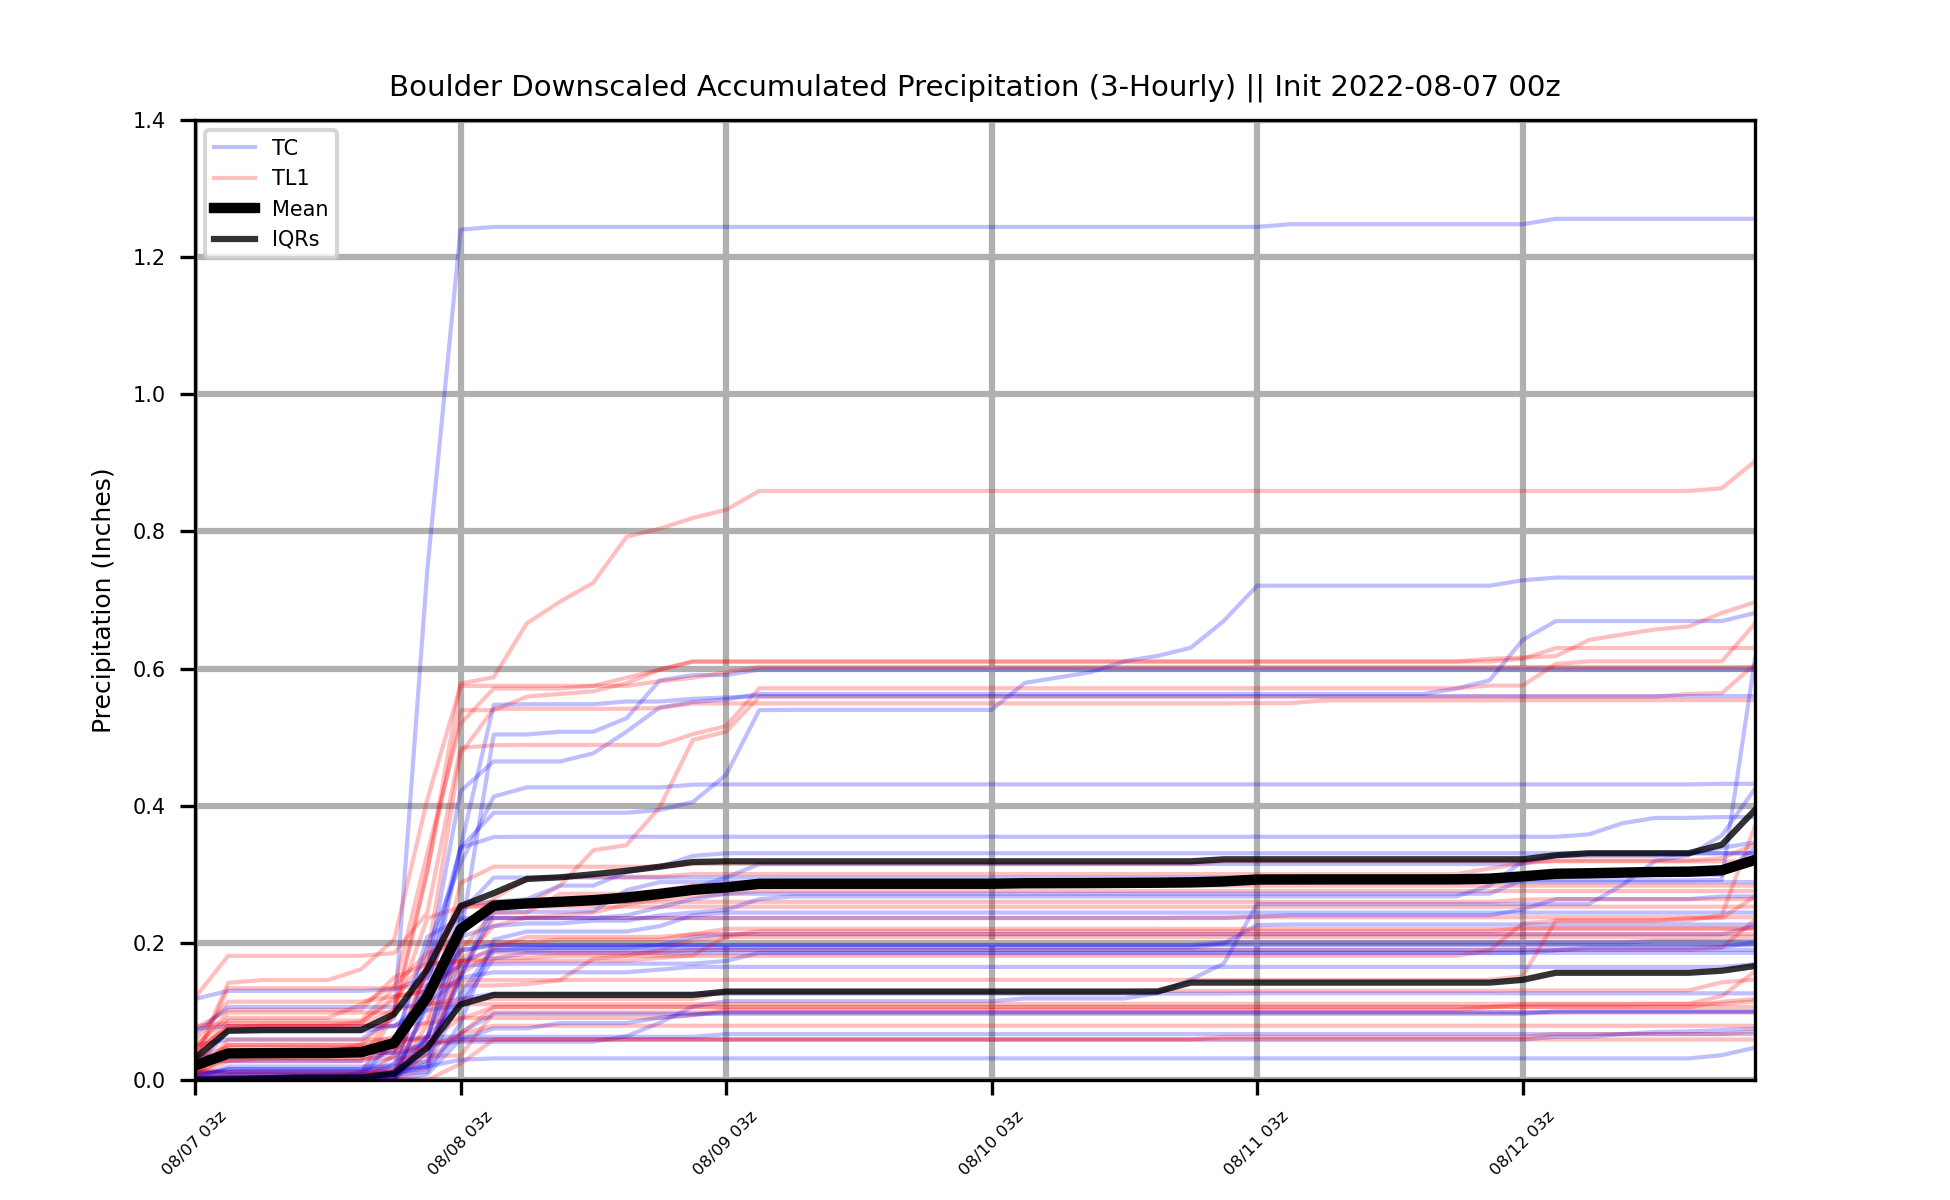 Boulder Downscaled Accumulated Precipitation (3-Hourly) || Init 2022-08-07 00z
TC
TL1
Mean
IQRs
Precipitation (Inches)
1.4
1.2
1.0
0.8
0.6
0.4
0.2
0.0
08/07 03z
08/08 03z
08/09 03z
08/10 03z
08/11 03z
08/12 03z